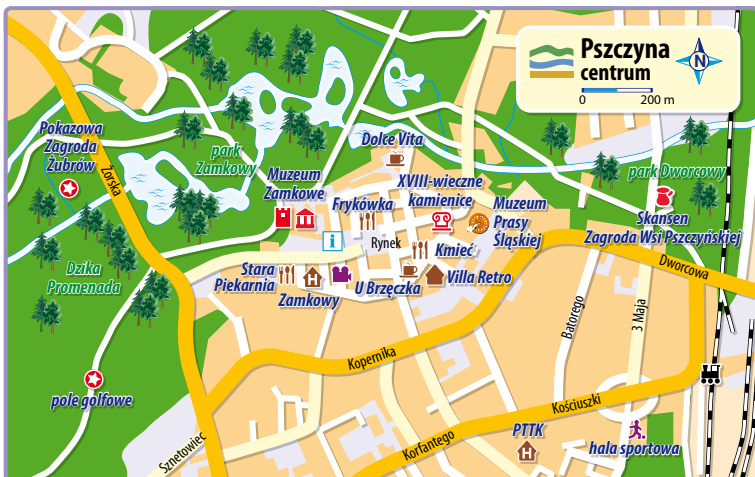 Pszczyna
centrum
N
0 200 m
Pokazowa
Zagroda
Żubrów
Żorska
park
Zamkowy
Dolce Vita
Muzeum
Zamkowe
Frykówka
XVIII-wieczne
kamienice
Muzeum
Prasy
Śląskiej
park Dworcowy
Skansen
Zagroda Wsi Pszczyńskiej
i
Rynek
Kmieć
Dzika
Promenada
Stara
Piekarnia
H
Zamkowy
U Brzęczka
Villa Retro
Dworcowa
Batorego
3 Maja
Kopernika
pole golfowe
Kościuszki
Sznetowiec
Korfantego
PTTK
H
hala sportowa